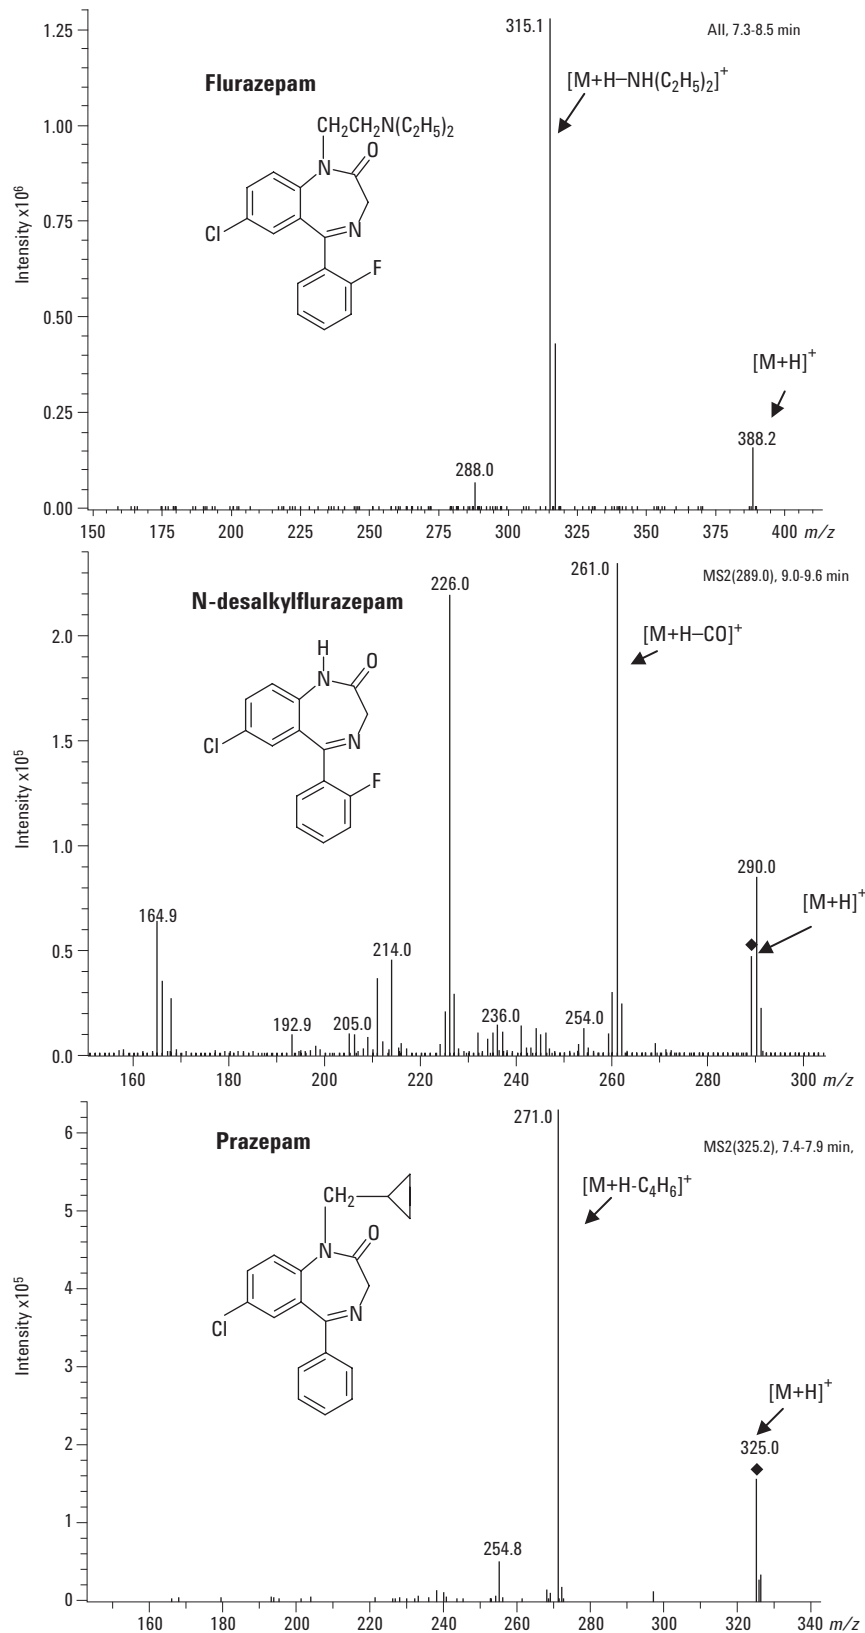 All, 7.3-8.5 min
315.1
[M+H–NH(C2H5)2]+
Flurazepam
CH2CH2N(C2H5)2
N
O
N
Cl
F
[M+H]+
388.2
288.0
Intensity x10⁶
1.25
1.00
0.75
0.50
0.25
0.00
150 175 200 225 250 275 300 325 350 375 400 m/z
MS2(289.0), 9.0-9.6 min
261.0
226.0
N-desalkylflurazepam
[M+H–CO]+
H
N
O
N
Cl
F
290.0
[M+H]+
164.9
214.0
192.9
205.0
236.0
254.0
Intensity x10⁵
2.0
1.5
1.0
0.5
0.0
160 180 200 220 240 260 280 300 m/z
271.0
Prazepam
MS2(325.2), 7.4-7.9 min,
[M+H-C4H6]+
CH2
N
O
N
Cl
[M+H]+
325.0
254.8
Intensity x10⁵
6
5
4
3
2
1
0
160 180 200 220 240 260 280 300 320 340 m/z